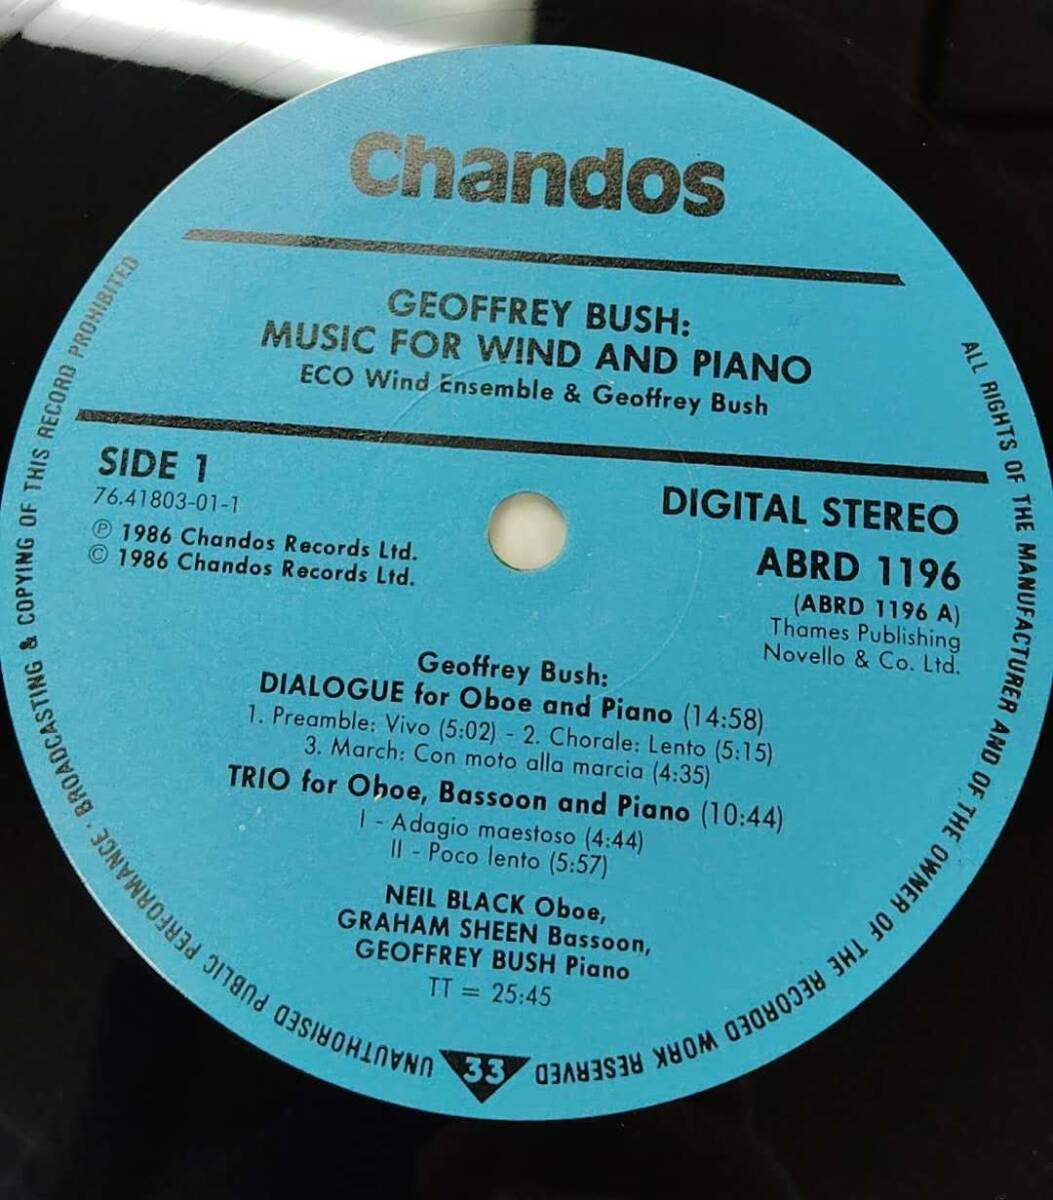 Chandos
GEOFFREY BUSH:
MUSIC FOR WIND AND PIANO
ECO Wind Ensemble & Geoffrey Bush
SIDE 1
76.41803-01-1
℗ 1986 Chandos Records Ltd.
© 1986 Chandos Records Ltd.
DIGITAL STEREO
ABRD 1196
(ABRD 1196 A)
Thames Publishing
Novello & Co. Ltd.
Geoffrey Bush:
DIALOGUE for Oboe and Piano (14:58)
1. Preamble: Vivo (5:02) - 2. Chorale: Lento (5:15)
3. March: Con moto alla marcia (4:35)
TRIO for Oboe, Bassoon and Piano (10:44)
I - Adagio maestoso (4:44)
II - Poco lento (5:57)
NEIL BLACK Oboe,
GRAHAM SHEEN Bassoon,
GEOFFREY BUSH Piano
TT = 25:45
33
ALL RIGHTS OF THE MANUFACTURER AND OF THE OWNER OF THE RECORDED WORK RESERVED
UNAUTHORISED PUBLIC PERFORMANCE · BROADCASTING & COPYING OF THIS RECORD PROHIBITED